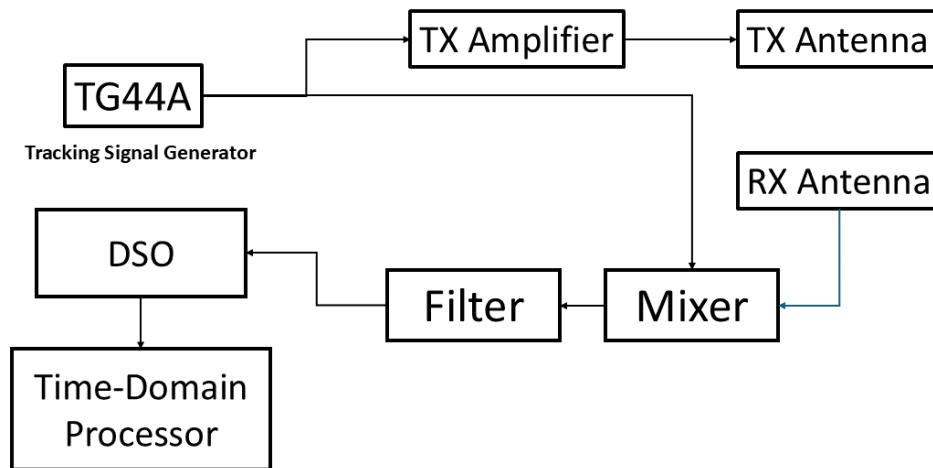 TX Amplifier
TX Antenna
TG44A
Tracking Signal Generator
RX Antenna
DSO
Filter
Mixer
Time-Domain
Processor